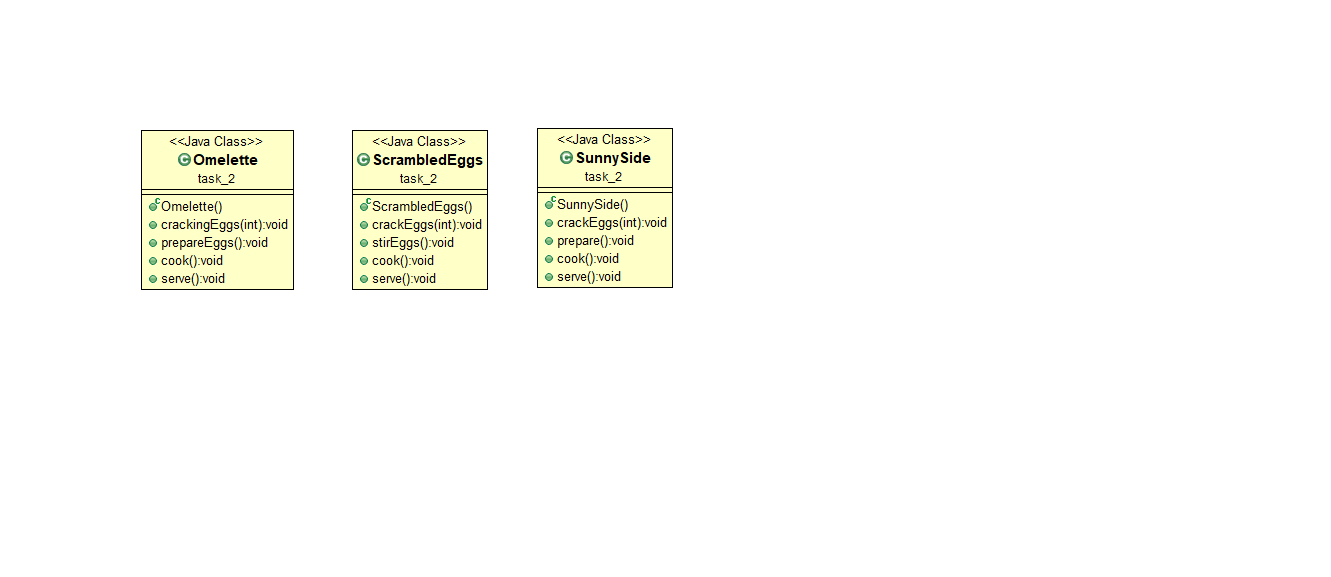 <<Java Class>>
Omelette
task_2
Omelette()
crackingEggs(int):void
prepareEggs():void
cook():void
serve():void
<<Java Class>>
ScrambledEggs
task_2
ScrambledEggs()
crackEggs(int):void
stirEggs():void
cook():void
serve():void
<<Java Class>>
SunnySide
task_2
SunnySide()
crackEggs(int):void
prepare():void
cook():void
serve():void